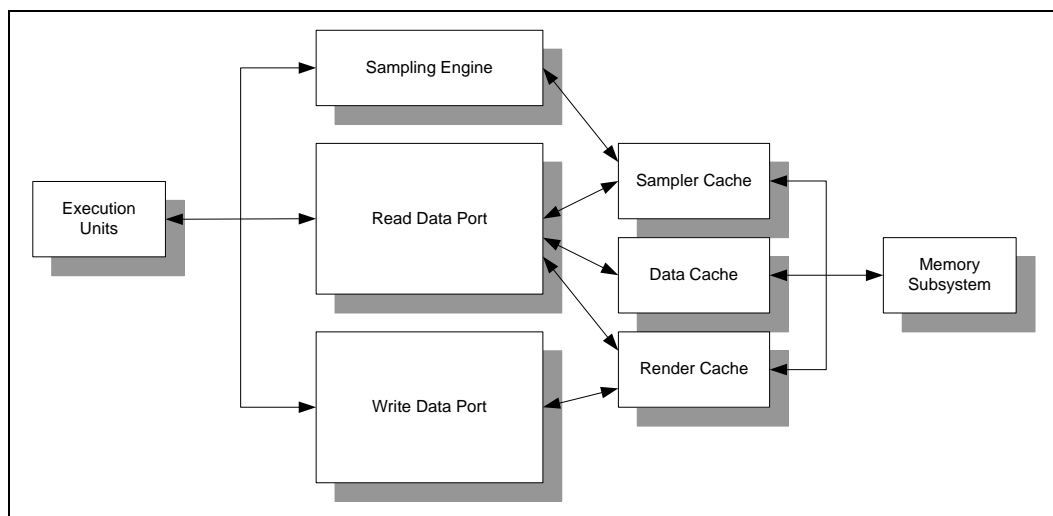 Sampling Engine
Execution
Units
Read Data Port
Write Data Port
Sampler Cache
Data Cache
Render Cache
Memory
Subsystem